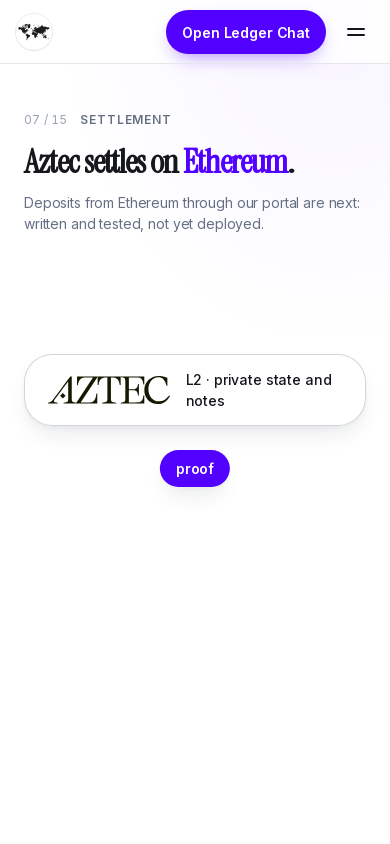 Open Ledger Chat
07 / 15 SETTLEMENT
Aztec settles on Ethereum.
Deposits from Ethereum through our portal are next:
written and tested, not yet deployed.
AZTEC
L2 · private state and
notes
proof